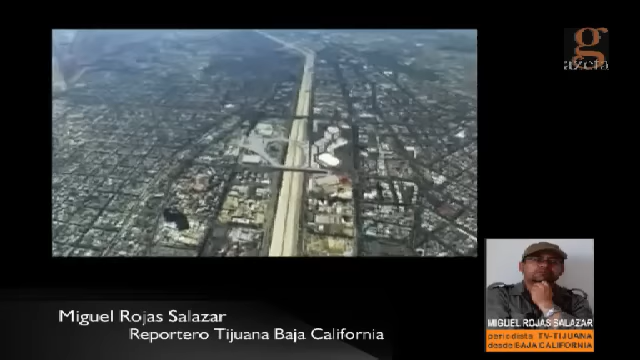 g
Miguel Rojas Salazar
Reportero Tijuana Baja California
MIGUEL ROJAS SALAZAR
periodista TV-TIJUANA
desde BAJA CALIFORNIA